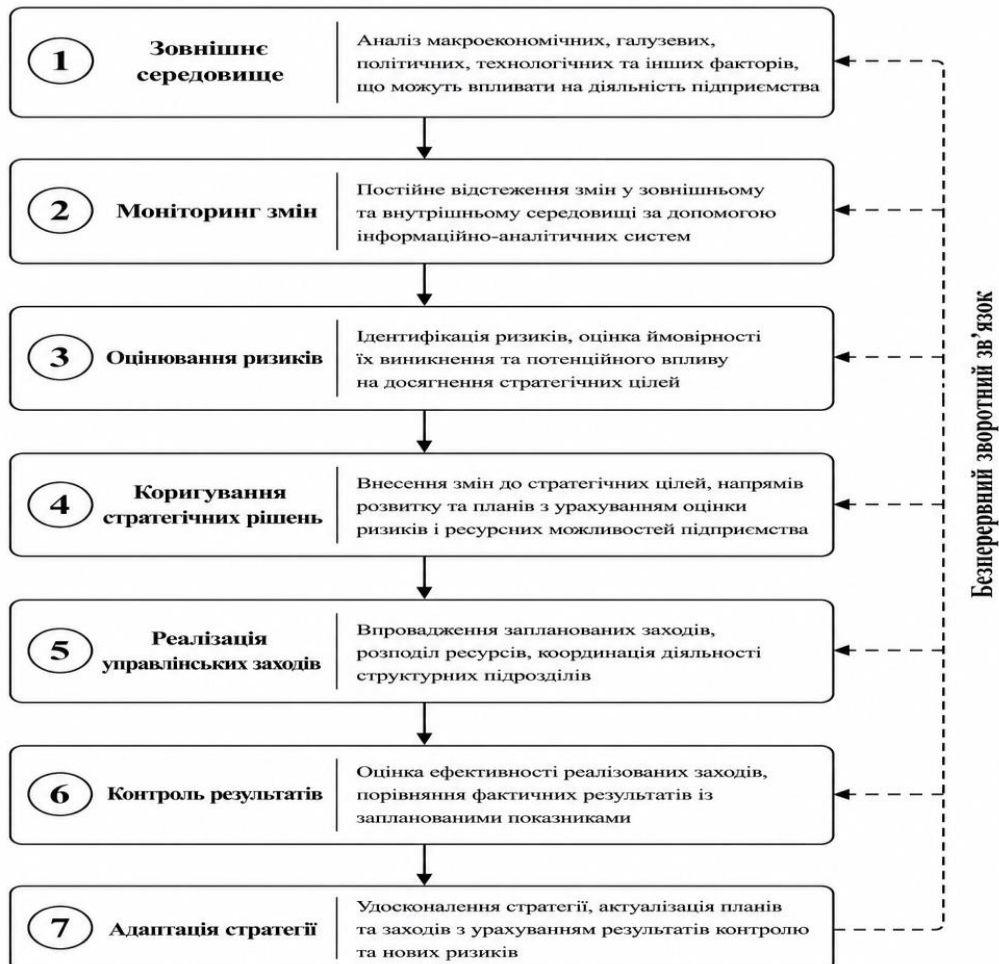 1
Зовнішнє
середовище
Аналіз макроекономічних, галузевих,
політичних, технологічних та інших факторів,
що можуть впливати на діяльність підприємства
2
Моніторинг змін
Постійне відстеження змін у зовнішньому
та внутрішньому середовищі за допомогою
інформаційно-аналітичних систем
3
Оцінювання ризиків
Ідентифікація ризиків, оцінка ймовірності
їх виникнення та потенційного впливу
на досягнення стратегічних цілей
4
Коригування
стратегічних рішень
Внесення змін до стратегічних цілей, напрямів
розвитку та планів з урахуванням оцінки
ризиків і ресурсних можливостей підприємства
5
Реалізація
управлінських заходів
Впровадження запланованих заходів,
розподіл ресурсів, координація діяльності
структурних підрозділів
6
Контроль результатів
Оцінка ефективності реалізованих заходів,
порівняння фактичних результатів із
запланованими показниками
7
Адаптація стратегії
Удосконалення стратегії, актуалізація планів
та заходів з урахуванням результатів контролю
та нових ризиків
Безперервний зворотний зв’язок